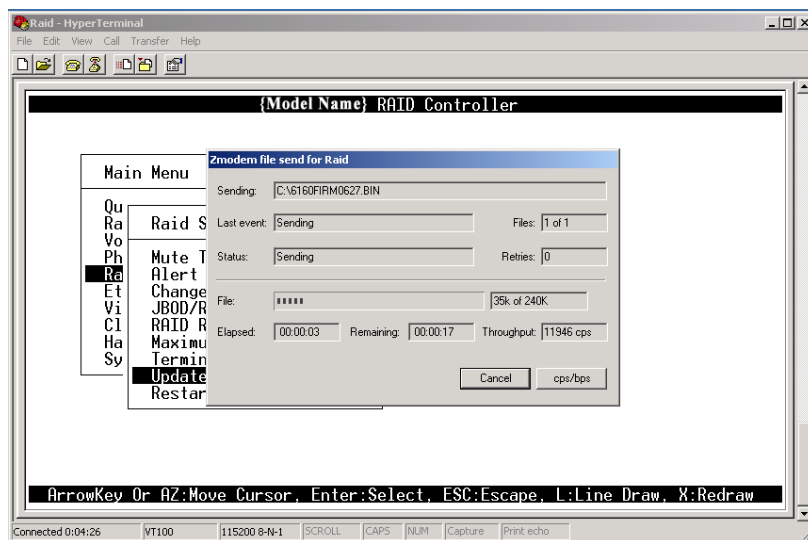 Raid - HyperTerminal
File Edit View Call Transfer Help
{Model Name} RAID Controller
Main Menu
Qu
Ra
Vo
Ph
Ra
Et
Vi
Cl
Ha
Sy
Raid S
Mute T
Alert
Change
JBOD/R
RAID R
Maximu
Termin
Update
Restar
Zmodem file send for Raid
Sending: C:\6160FIRM0627.BIN
Last event: Sending Files: 1 of 1
Status: Sending Retries: 0
File: 35k of 240K
Elapsed: 00:00:03 Remaining: 00:00:17 Throughput: 11946 cps
Cancel cps/bps
ArrowKey Or AZ:Move Cursor, Enter:Select, ESC:Escape, L:Line Draw, X:Redraw
Connected 0:04:26 VT100 115200 8-N-1 SCROLL CAPS NUM Capture Print echo